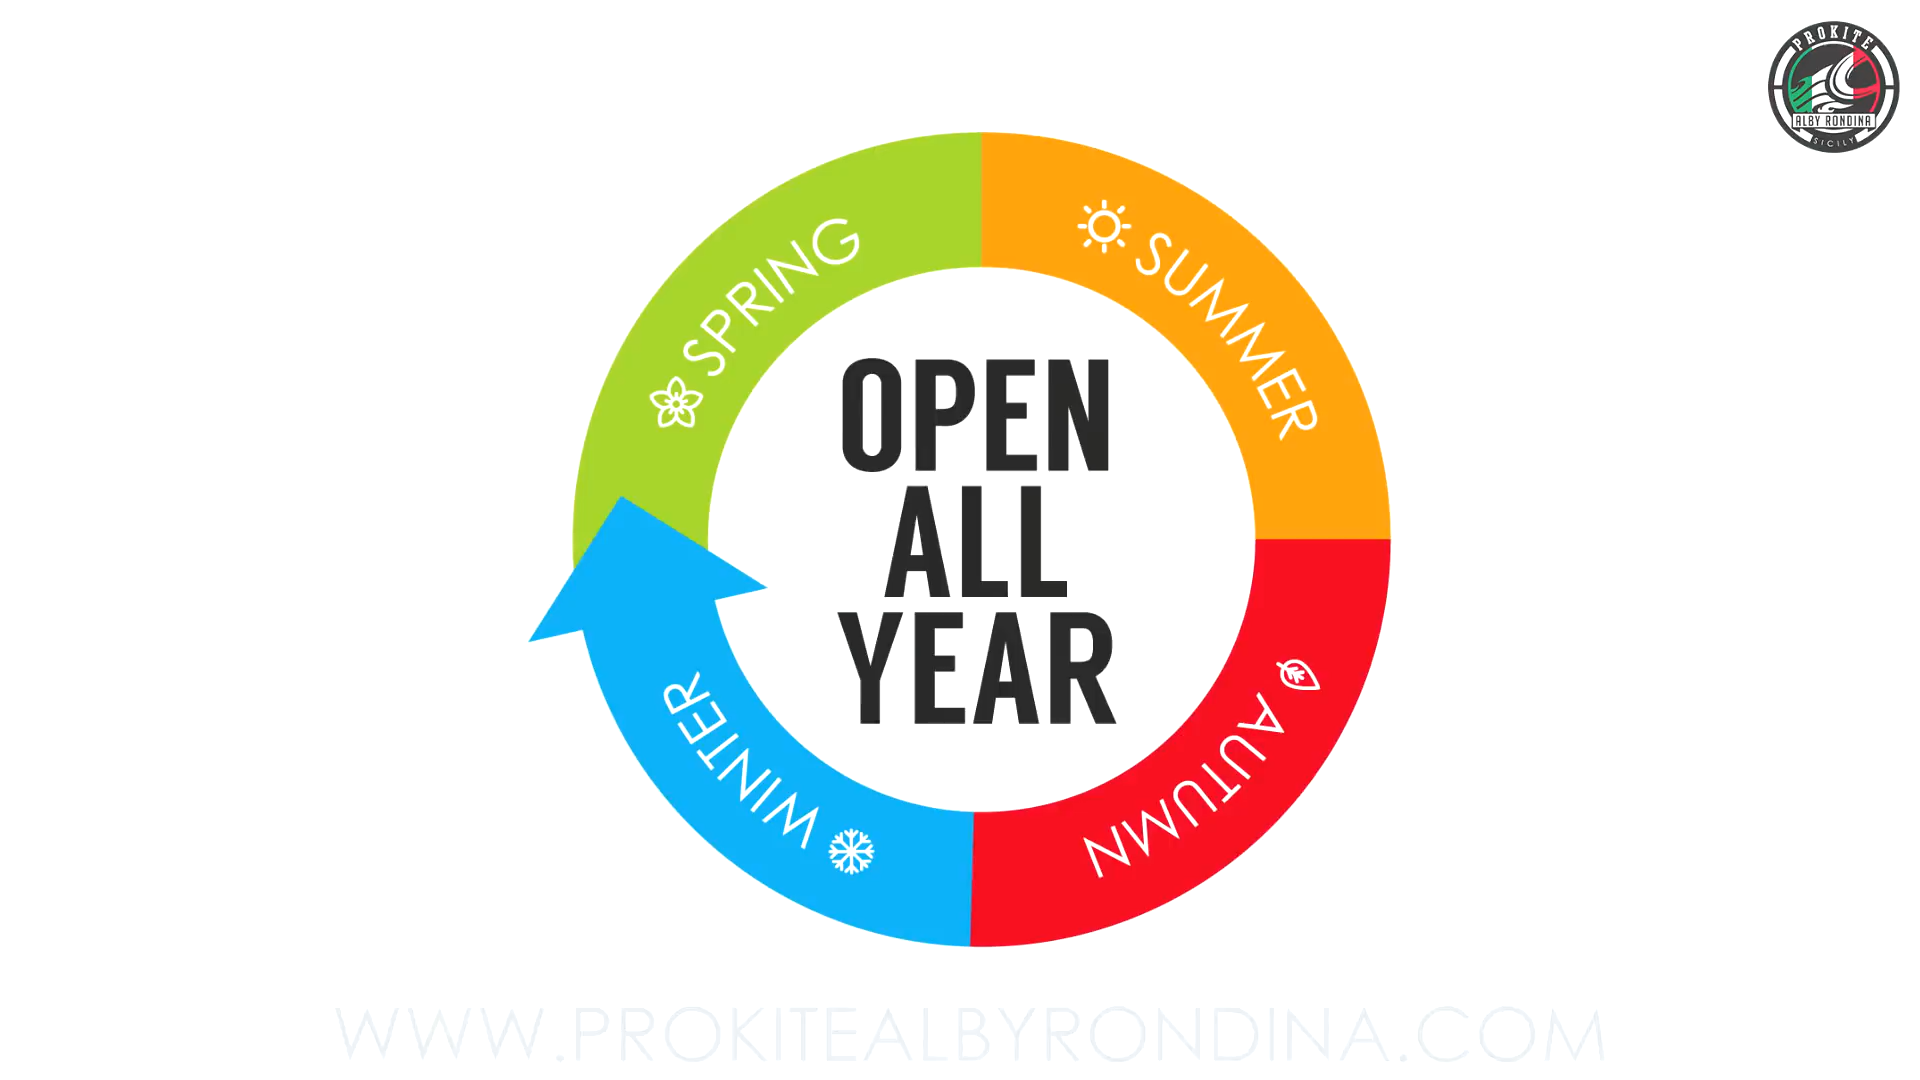 PROKITE
ALBY RONDINA
SICILY
SPRING
SUMMER
OPEN
ALL
YEAR
WINTER
AUTUMN
WWW.PROKITEALBYRONDINA.COM